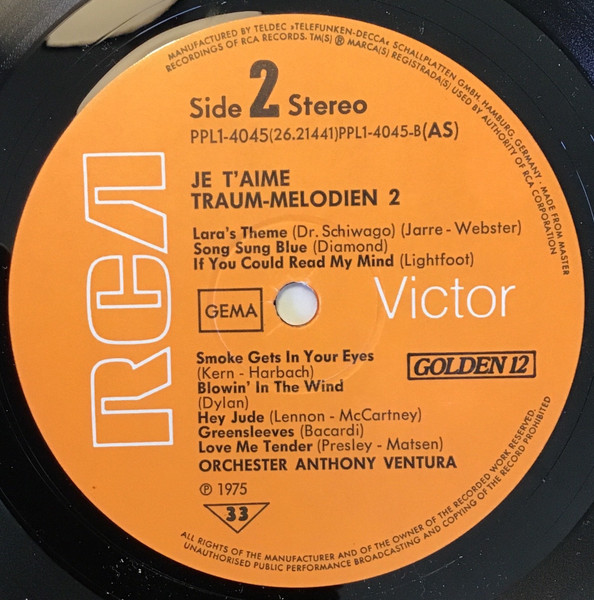 MANUFACTURED BY TELDEC »TELEFUNKEN-DECCA« SCHALLPLATTEN GMBH, HAMBURG, GERMANY · MADE FROM MASTER
RECORDINGS OF RCA RECORDS. TM(S) ® MARCA(S) REGISTRADA(S) USED BY AUTHORITY OF RCA CORPORATION
Side 2 Stereo
PPL1-4045(26.21441)PPL1-4045-B(AS)
JE T'AIME
TRAUM-MELODIEN 2
Lara's Theme (Dr. Schiwago) (Jarre - Webster)
Song Sung Blue (Diamond)
If You Could Read My Mind (Lightfoot)
RCA
GEMA
Victor
Smoke Gets In Your Eyes
(Kern - Harbach)
GOLDEN 12
Blowin' In The Wind
(Dylan)
Hey Jude (Lennon - McCartney)
Greensleeves (Bacardi)
Love Me Tender (Presley - Matsen)
ORCHESTER ANTHONY VENTURA
℗ 1975
33
ALL RIGHTS OF THE MANUFACTURER AND OF THE OWNER OF THE RECORDED WORK RESERVED.
UNAUTHORISED PUBLIC PERFORMANCE BROADCASTING AND COPYING OF THE RECORD PROHIBITED